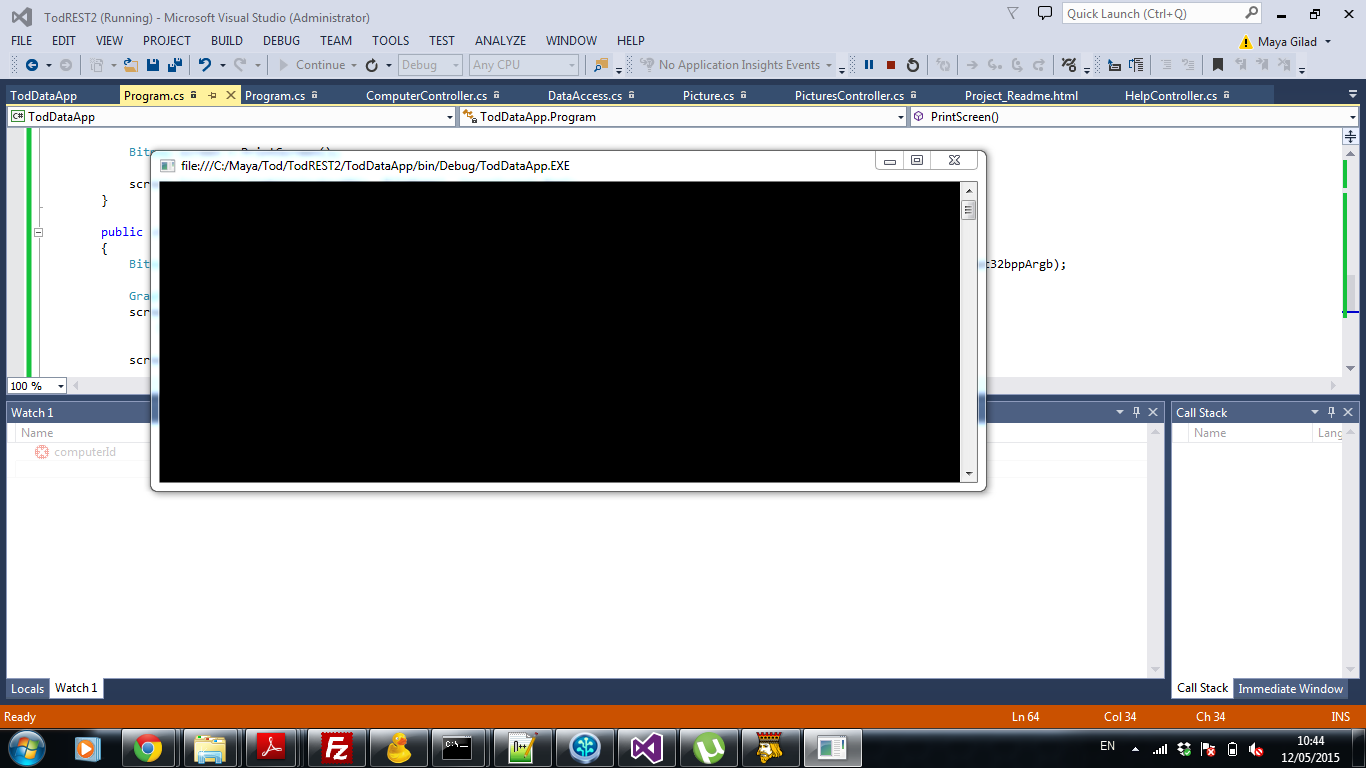 TodREST2 (Running) - Microsoft Visual Studio (Administrator)
Quick Launch (Ctrl+Q)
FILE EDIT VIEW PROJECT BUILD DEBUG TEAM TOOLS TEST ANALYZE WINDOW HELP
Maya Gilad
Continue Debug Any CPU No Application Insights Events
TodDataApp Program.cs Program.cs ComputerController.cs DataAccess.cs Picture.cs PicturesController.cs Project_Readme.html HelpController.cs
C# TodDataApp TodDataApp.Program PrintScreen()
file:///C:/Maya/Tod/TodREST2/TodDataApp/bin/Debug/TodDataApp.EXE
scr
}
public
{
Bit 32bppArgb);
Gra
scr
scr
100 %
Watch 1 Call Stack
Name Name Lang
computerId
Locals Watch 1 Call Stack Immediate Window
Ready Ln 64 Col 34 Ch 34 INS
EN 10:44
12/05/2015